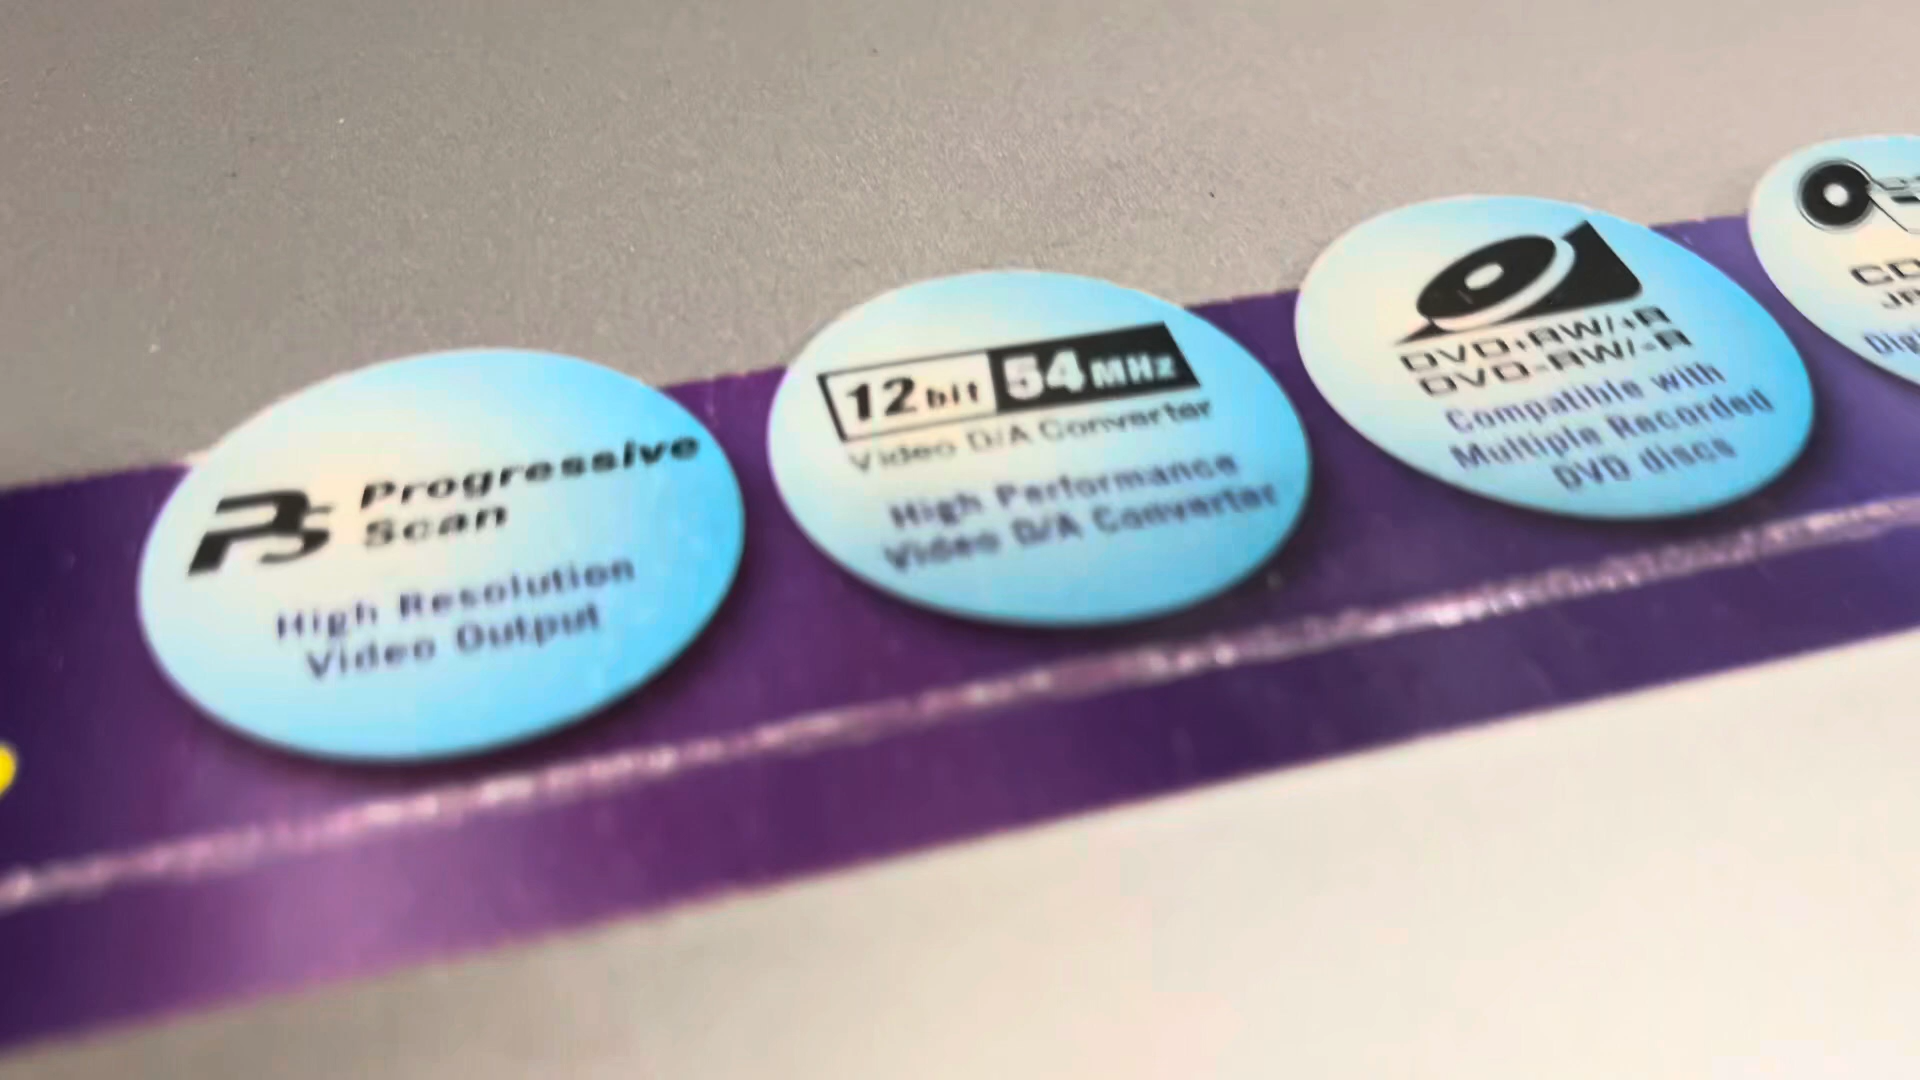 PS Progressive
Scan
High Resolution
Video Output
12bit 54MHz
Video D/A Converter
High Performance
Video D/A Converter
DVD+RW/+R
DVD-RW/-R
Compatible with
Multiple Recorded
DVD discs